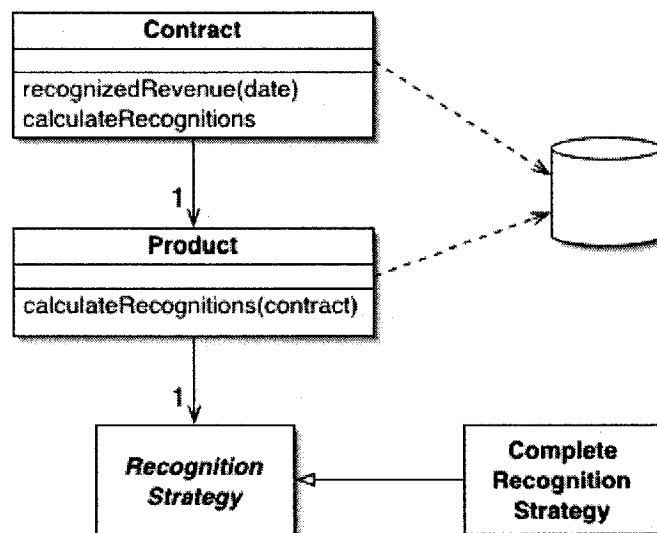 Contract
recognizedRevenue(date)
calculateRecognitions
1
Product
calculateRecognitions(contract)
1
Recognition
Strategy
Complete
Recognition
Strategy